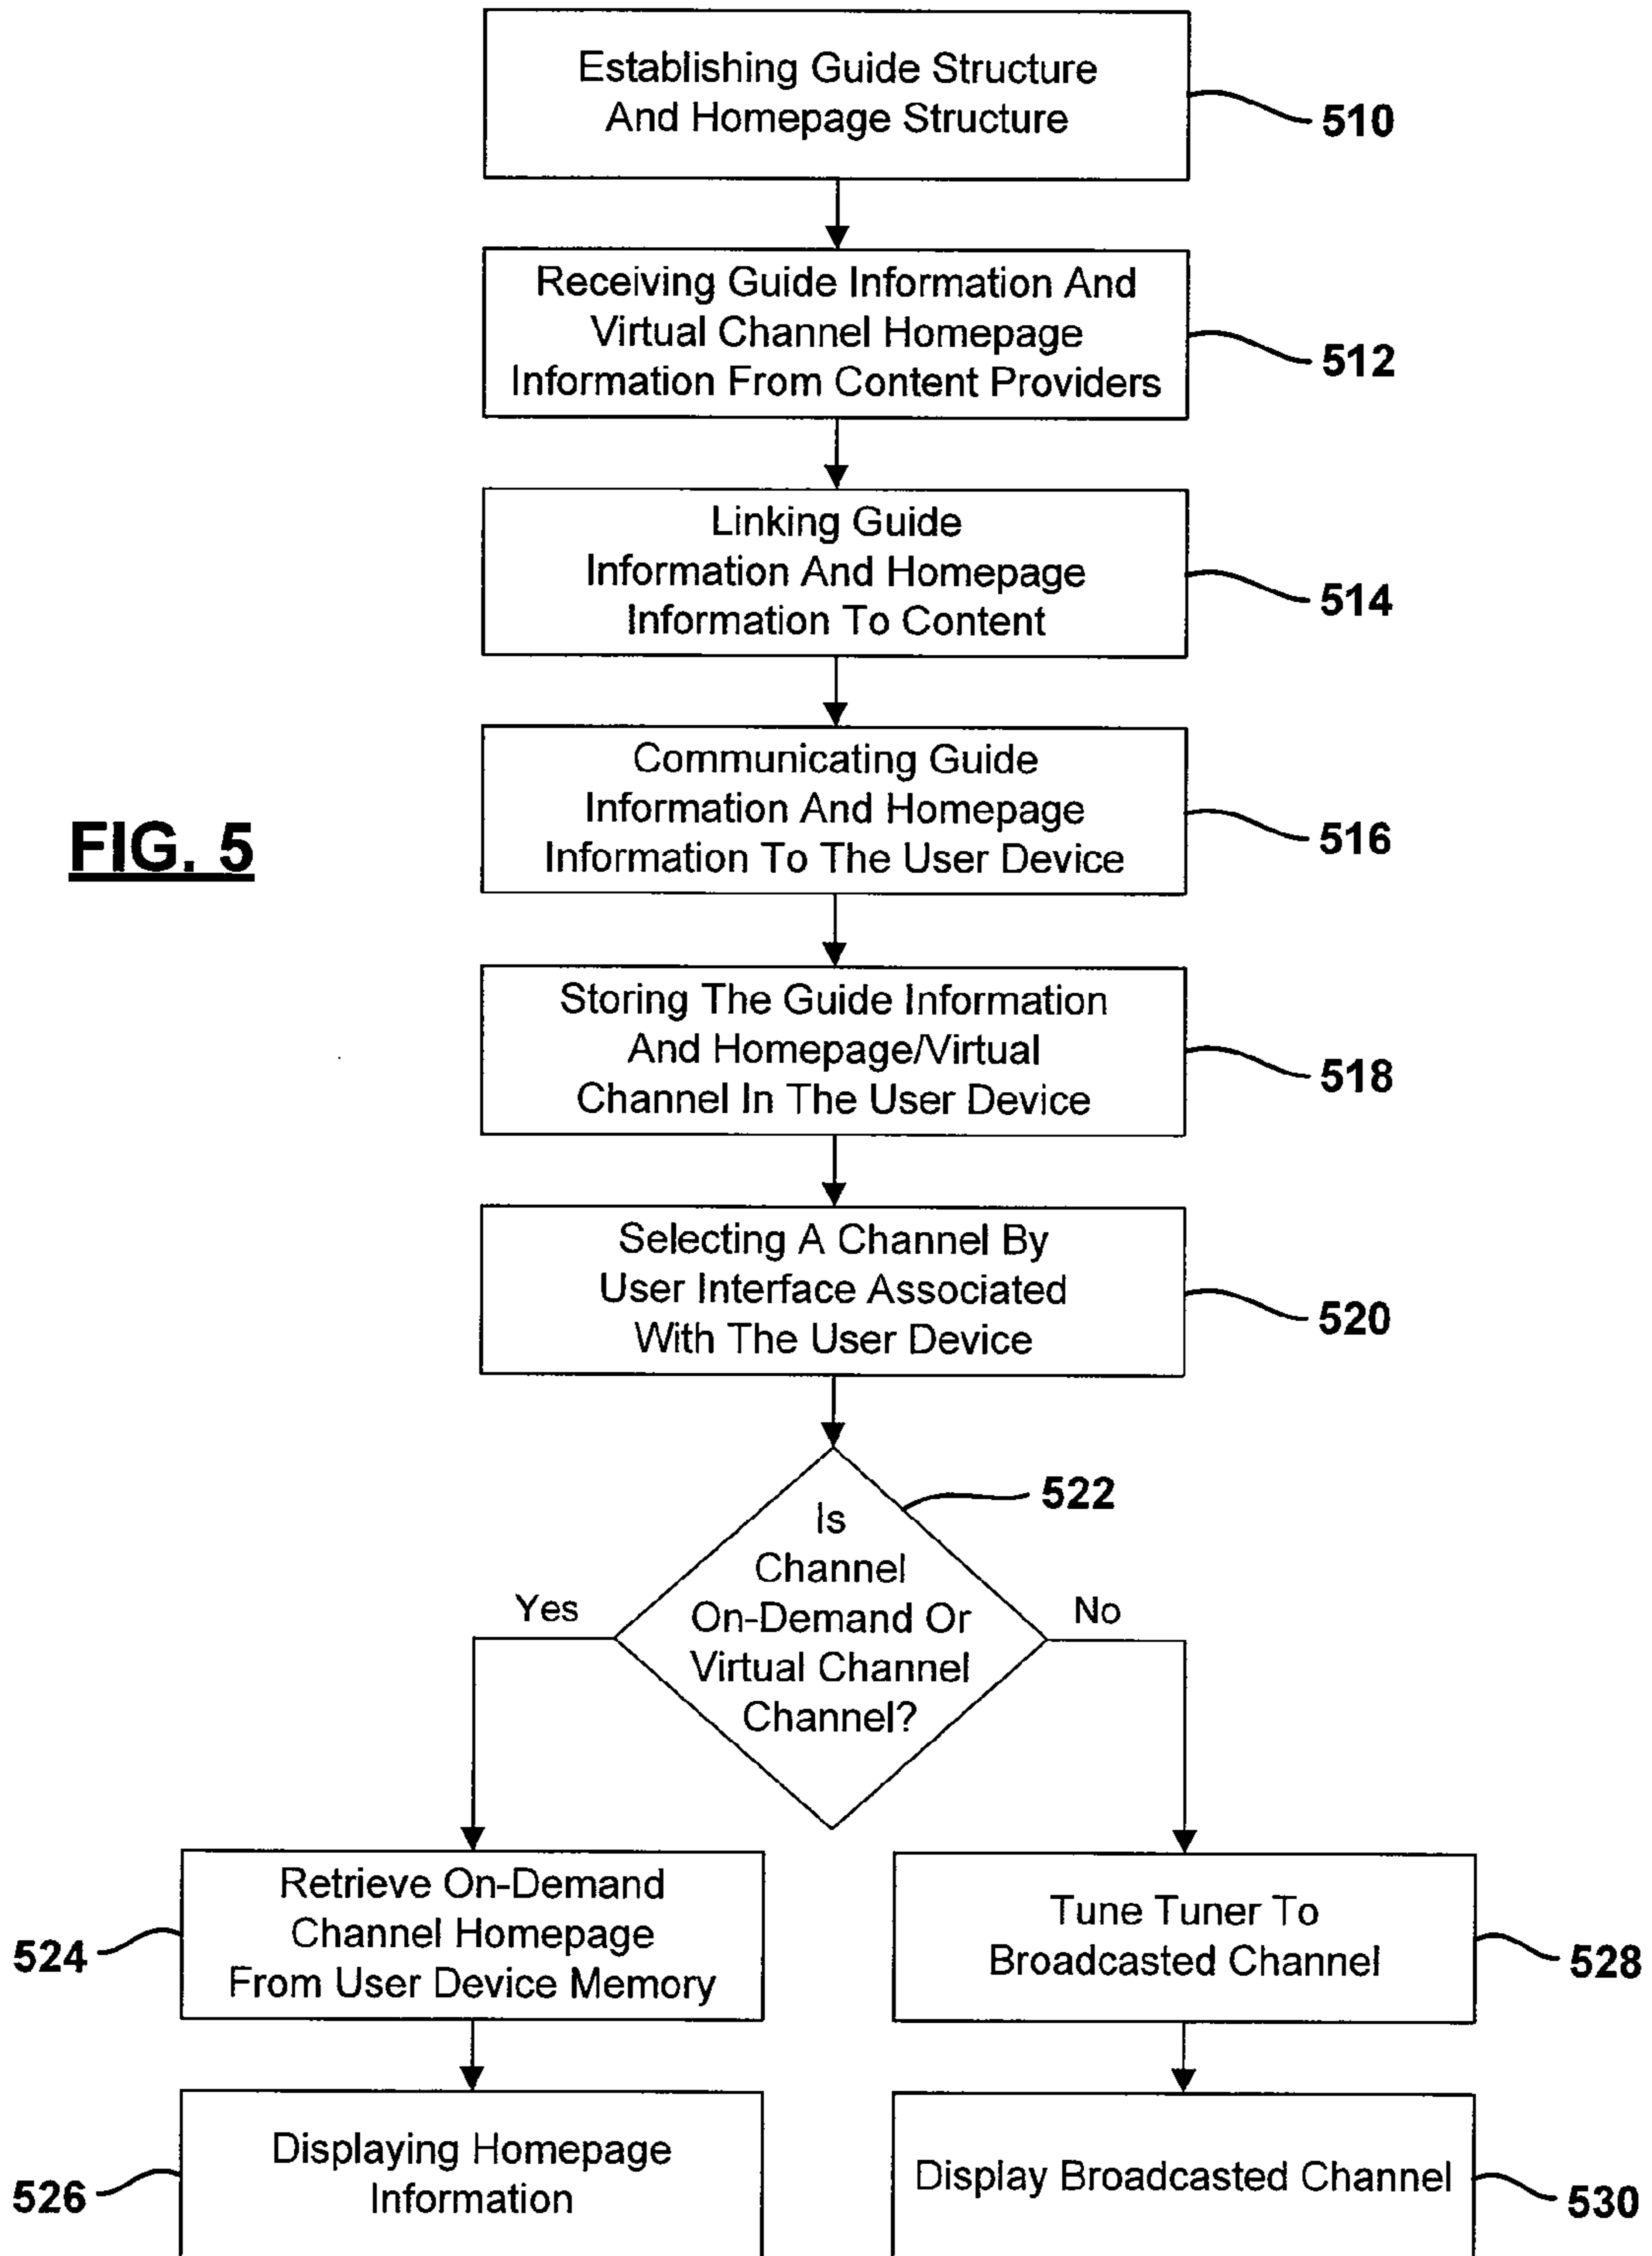 Establishing Guide Structure
And Homepage Structure
510
Receiving Guide Information And
Virtual Channel Homepage
Information From Content Providers
512
Linking Guide
Information And Homepage
Information To Content
514
Communicating Guide
Information And Homepage
Information To The User Device
516
FIG. 5
Storing The Guide Information
And Homepage/Virtual
Channel In The User Device
518
Selecting A Channel By
User Interface Associated
With The User Device
520
522
Is
Channel
On-Demand Or
Virtual Channel
Channel?
Yes
No
Retrieve On-Demand
Channel Homepage
From User Device Memory
524
Tune Tuner To
Broadcasted Channel
528
Displaying Homepage
Information
526
Display Broadcasted Channel
530